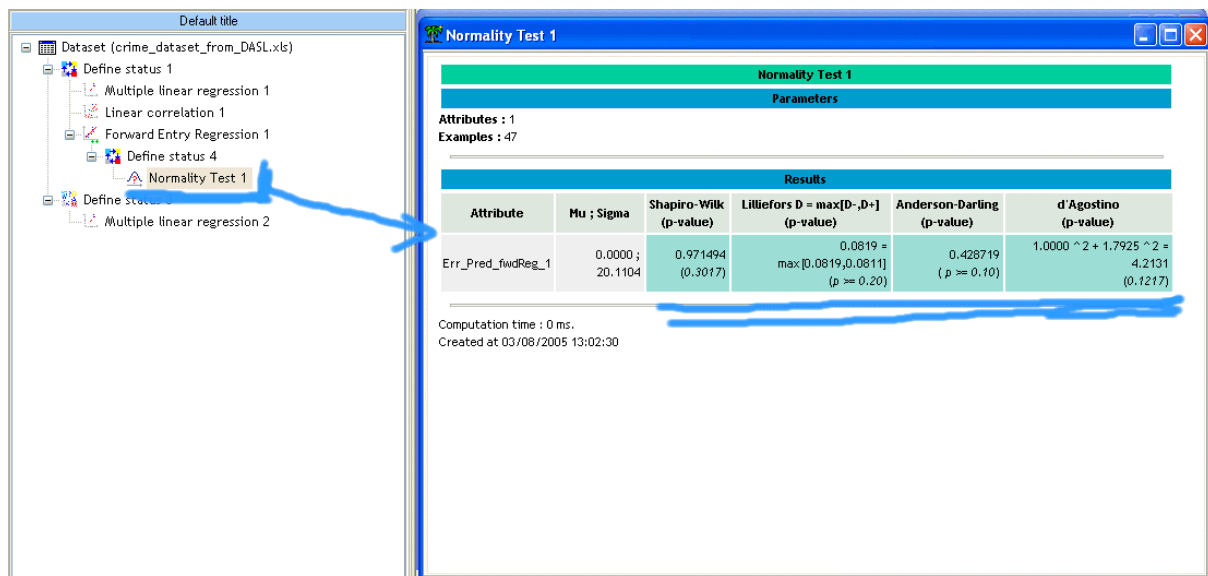 Default title
Dataset (crime_dataset_from_DASL.xls)
Define status 1
Multiple linear regression 1
Linear correlation 1
Forward Entry Regression 1
Define status 4
Normality Test 1
Define status
Multiple linear regression 2
Normality Test 1
Normality Test 1
Parameters
Attributes : 1
Examples : 47
Results
Attribute Mu ; Sigma Shapiro-Wilk (p-value) Lilliefors D = max[D-,D+] (p-value) Anderson-Darling (p-value) d'Agostino (p-value)
Err_Pred_fwdReg_1 0.0000 ; 20.1104 0.971494 (0.3017) 0.0819 = max[0.0819,0.0811] (p >= 0.20) 0.428719 ( p >= 0.10) 1.0000 ^ 2 + 1.7925 ^ 2 = 4.2131 (0.1217)
Computation time : 0 ms.
Created at 03/08/2005 13:02:30